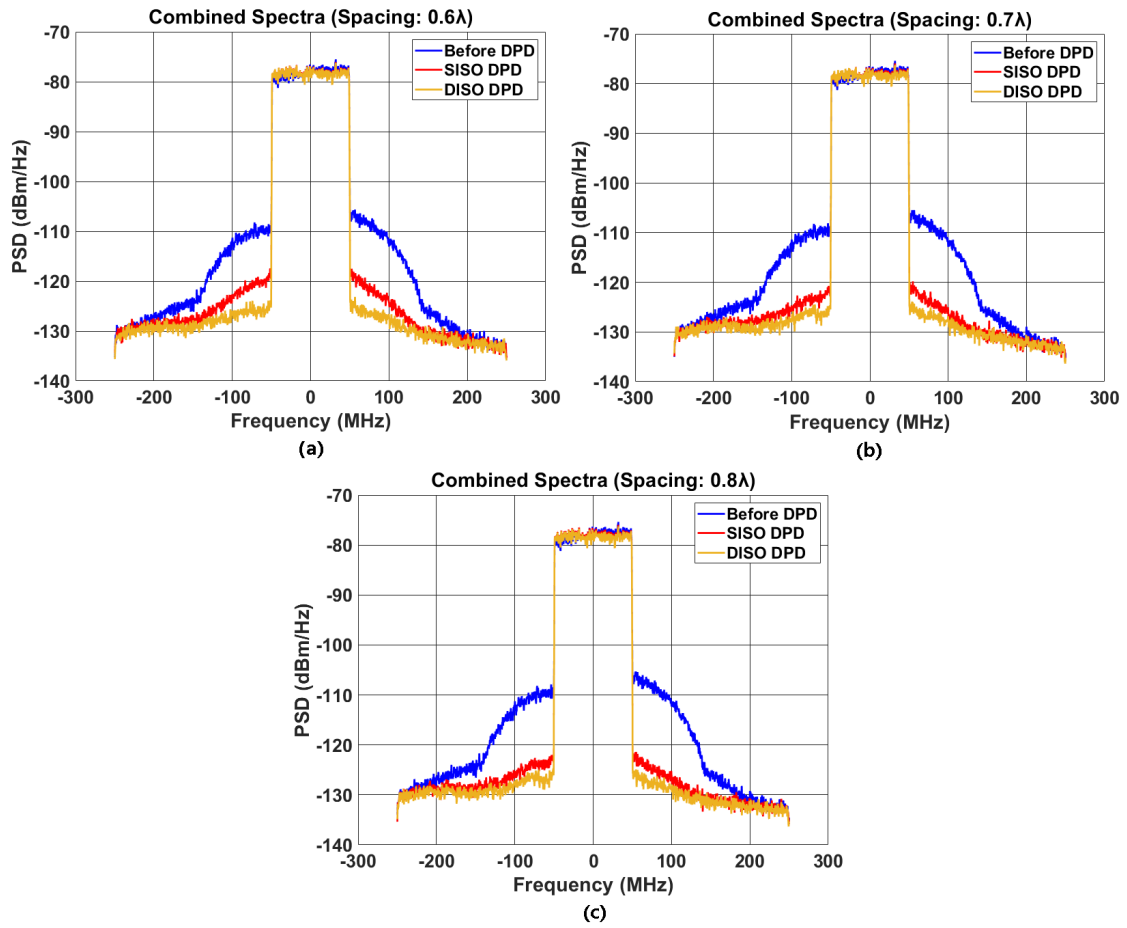 Combined Spectra (Spacing: 0.6λ)
-70
-80
-90
-100
-110
-120
-130
-140
PSD (dBm/Hz)
Before DPD
SISO DPD
DISO DPD
-300
-200
-100
0
100
200
300
Frequency (MHz)
(a)
Combined Spectra (Spacing: 0.7λ)
-70
-80
-90
-100
-110
-120
-130
-140
PSD (dBm/Hz)
Before DPD
SISO DPD
DISO DPD
-300
-200
-100
0
100
200
300
Frequency (MHz)
(b)
Combined Spectra (Spacing: 0.8λ)
-70
-80
-90
-100
-110
-120
-130
-140
PSD (dBm/Hz)
Before DPD
SISO DPD
DISO DPD
-300
-200
-100
0
100
200
300
Frequency (MHz)
(c)